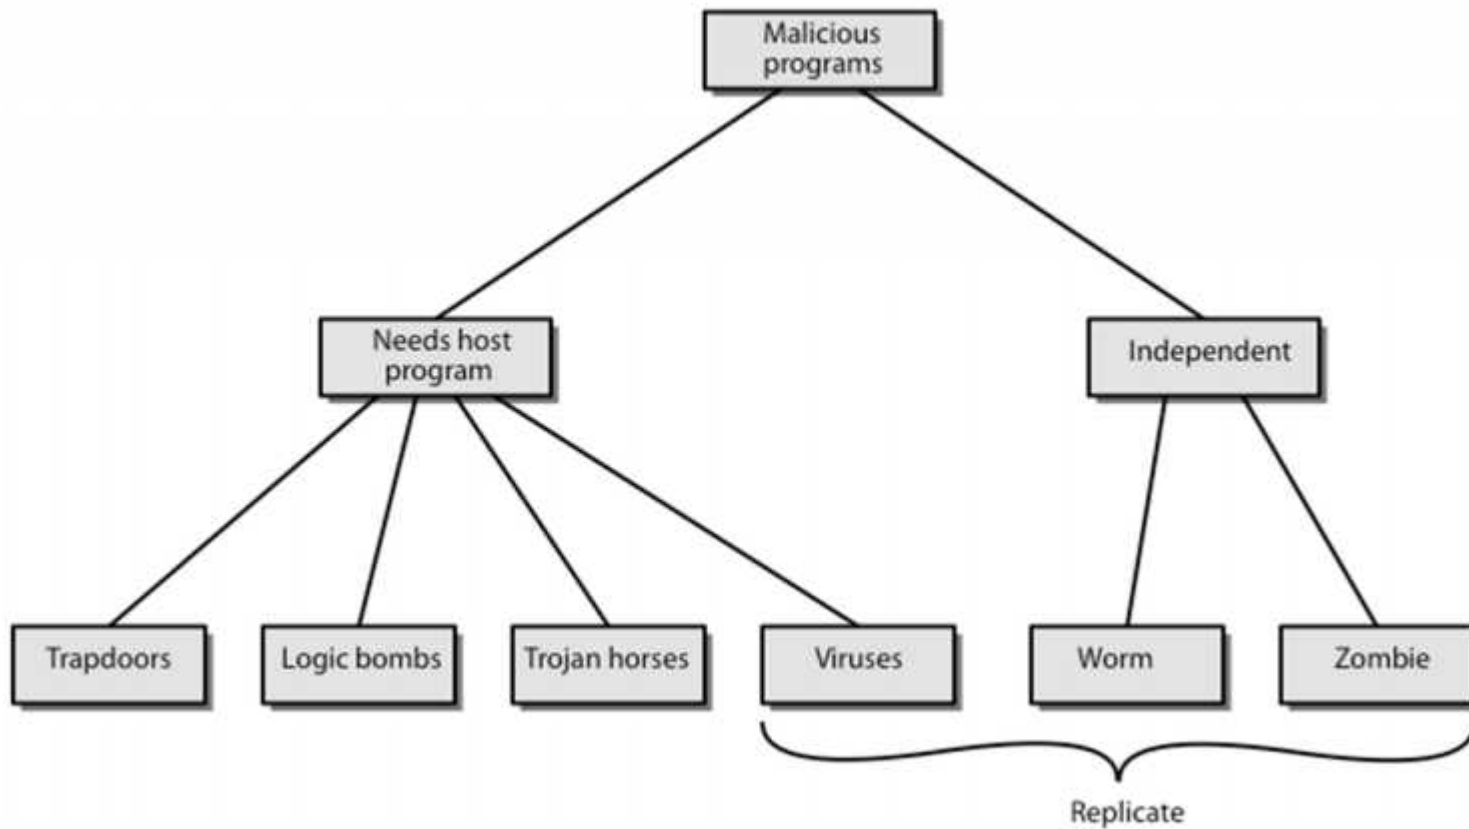 Malicious
programs
Needs host
program
Independent
Trapdoors
Logic bombs
Trojan horses
Viruses
Worm
Zombie
Replicate